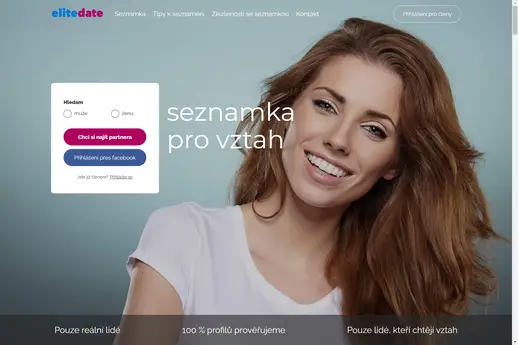 elitedate
Seznamka
Tipy k seznámení
Zkušenosti se seznamkou
Kontakt
Přihlášení pro členy
Hledám
muže
ženu
Chci si najít partnera
Přihlášení přes facebook
Jste již členem? Přihlaste se
seznamka
pro vztah
Pouze reální lidé
100 % profilů prověřujeme
Pouze lidé, kteří chtějí vztah